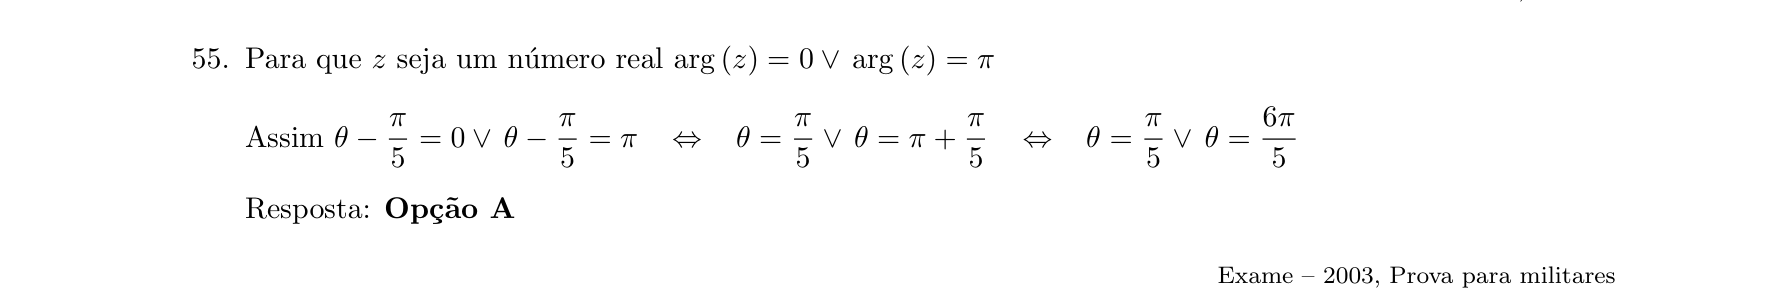 55. Para que z seja um número real arg (z) = 0 ∨ arg (z) = π
Assim θ − π/5 = 0 ∨ θ − π/5 = π ⇔ θ = π/5 ∨ θ = π + π/5 ⇔ θ = π/5 ∨ θ = 6π/5
Resposta: Opção A
Exame – 2003, Prova para militares